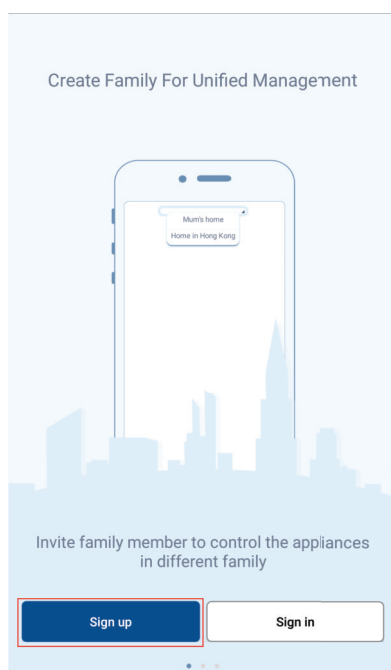 Create Family For Unified Management
Mum's home
Home in Hong Kong
Invite family member to control the appliances
in different family
Sign up
Sign in